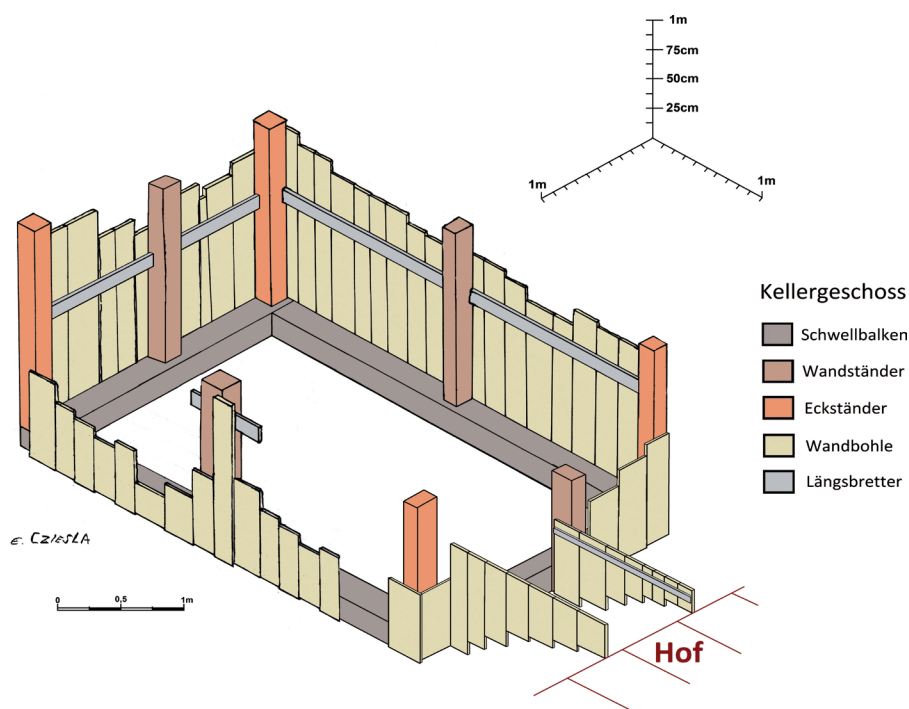 1m
75cm
50cm
25cm
1m
1m
Kellergeschoss
Schwellbalken
Wandständer
Eckständer
Wandbohle
Längsbretter
E. CZIESLA
0 0,5 1m
Hof